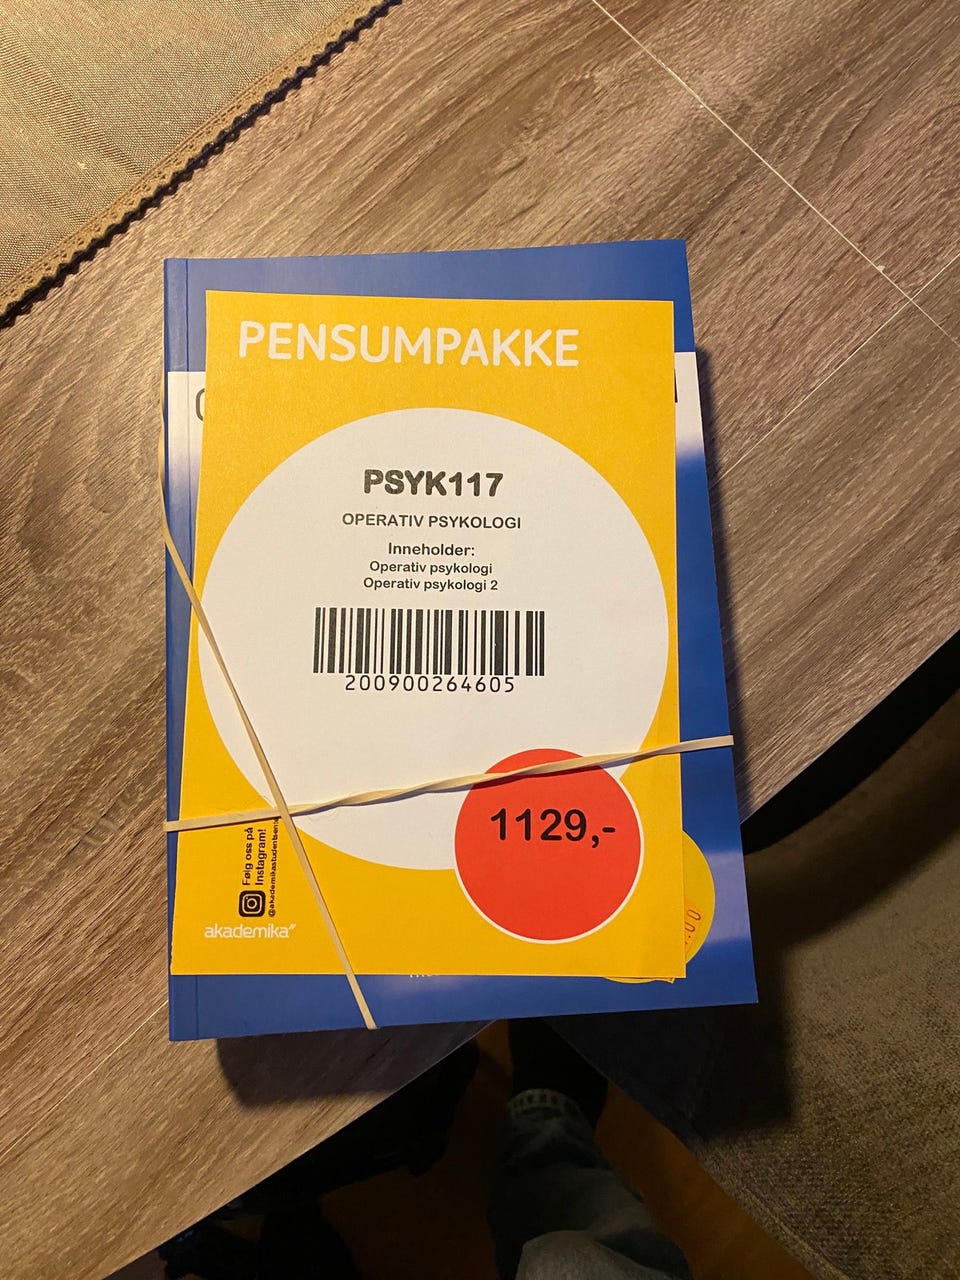 PENSUMPAKKE
PSYK117
OPERATIV PSYKOLOGI
Inneholder:
Operativ psykologi
Operativ psykologi 2
200900264605
1129,-
Følg oss på
Instagram!
akademika